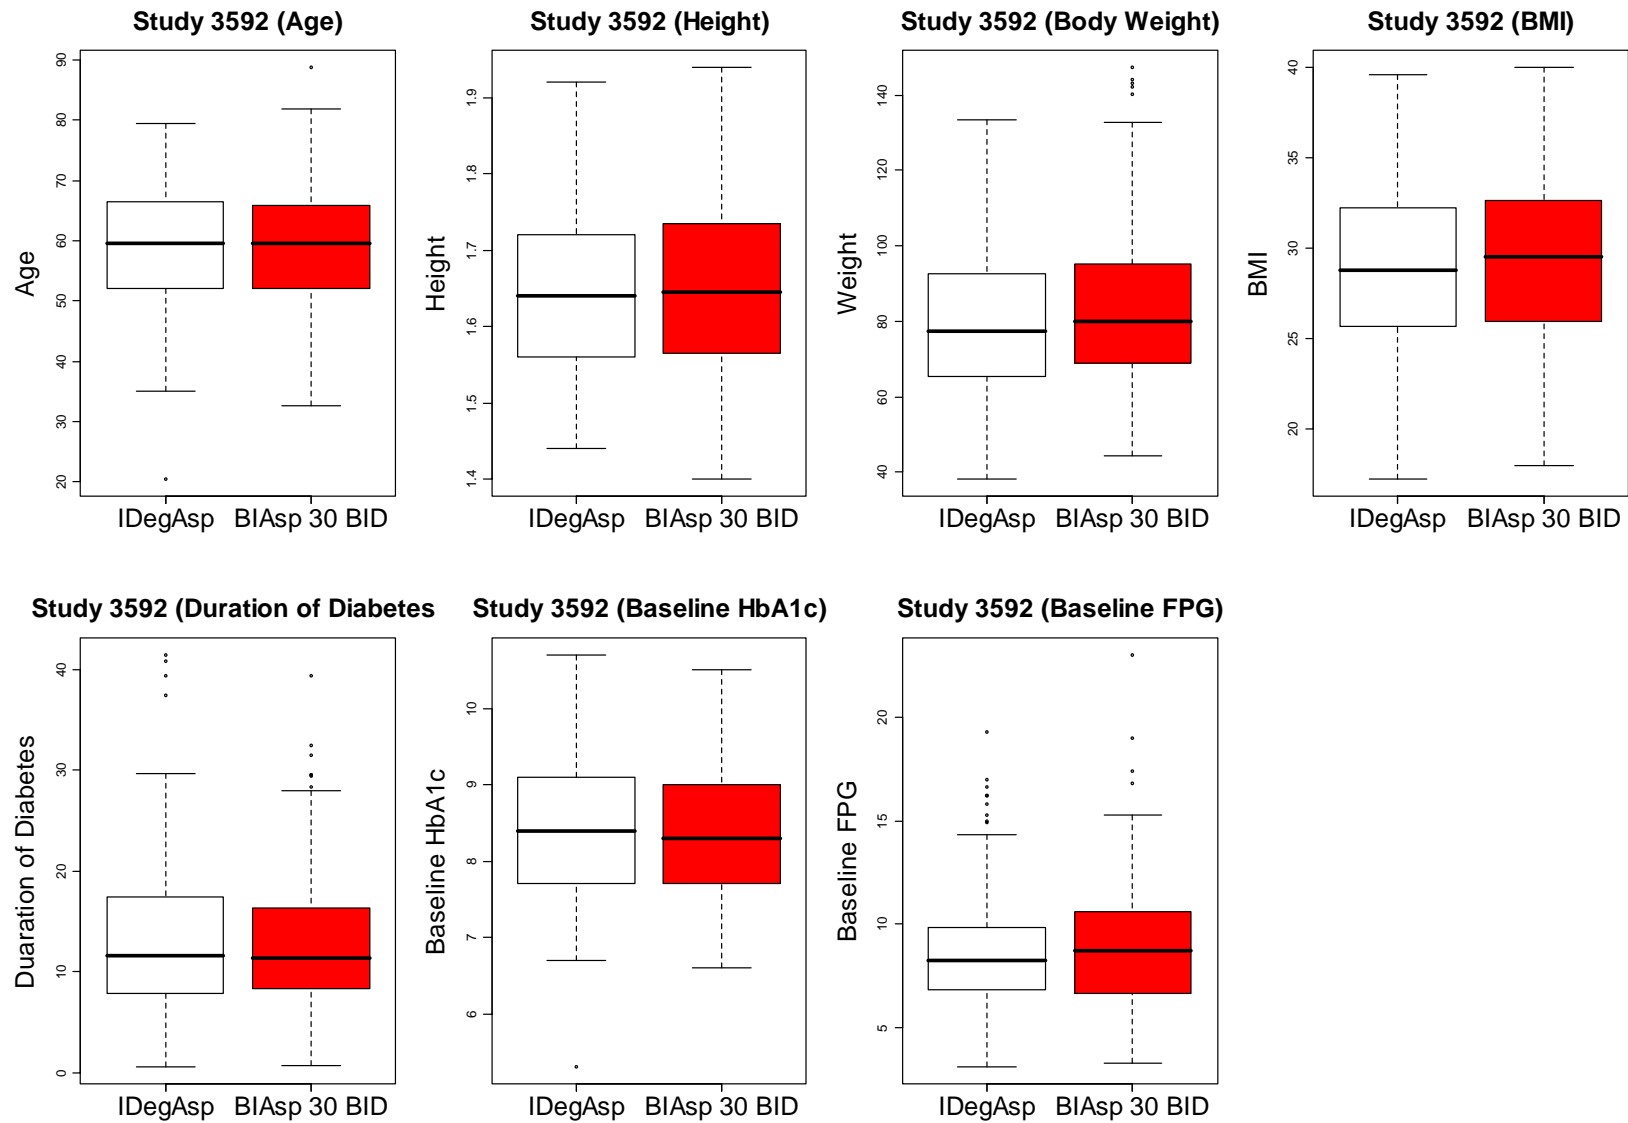 Study 3592 (Age)
Age
90
80
70
60
50
40
30
20
IDegAsp BIAsp 30 BID
Study 3592 (Height)
Height
1.9
1.8
1.7
1.6
1.5
1.4
IDegAsp BIAsp 30 BID
Study 3592 (Body Weight)
Weight
140
120
100
80
60
40
IDegAsp BIAsp 30 BID
Study 3592 (BMI)
BMI
40
35
30
25
20
IDegAsp BIAsp 30 BID
Study 3592 (Duration of Diabetes
Duaration of Diabetes
40
30
20
10
0
IDegAsp BIAsp 30 BID
Study 3592 (Baseline HbA1c)
Baseline HbA1c
10
9
8
7
6
IDegAsp BIAsp 30 BID
Study 3592 (Baseline FPG)
Baseline FPG
20
15
10
5
IDegAsp BIAsp 30 BID